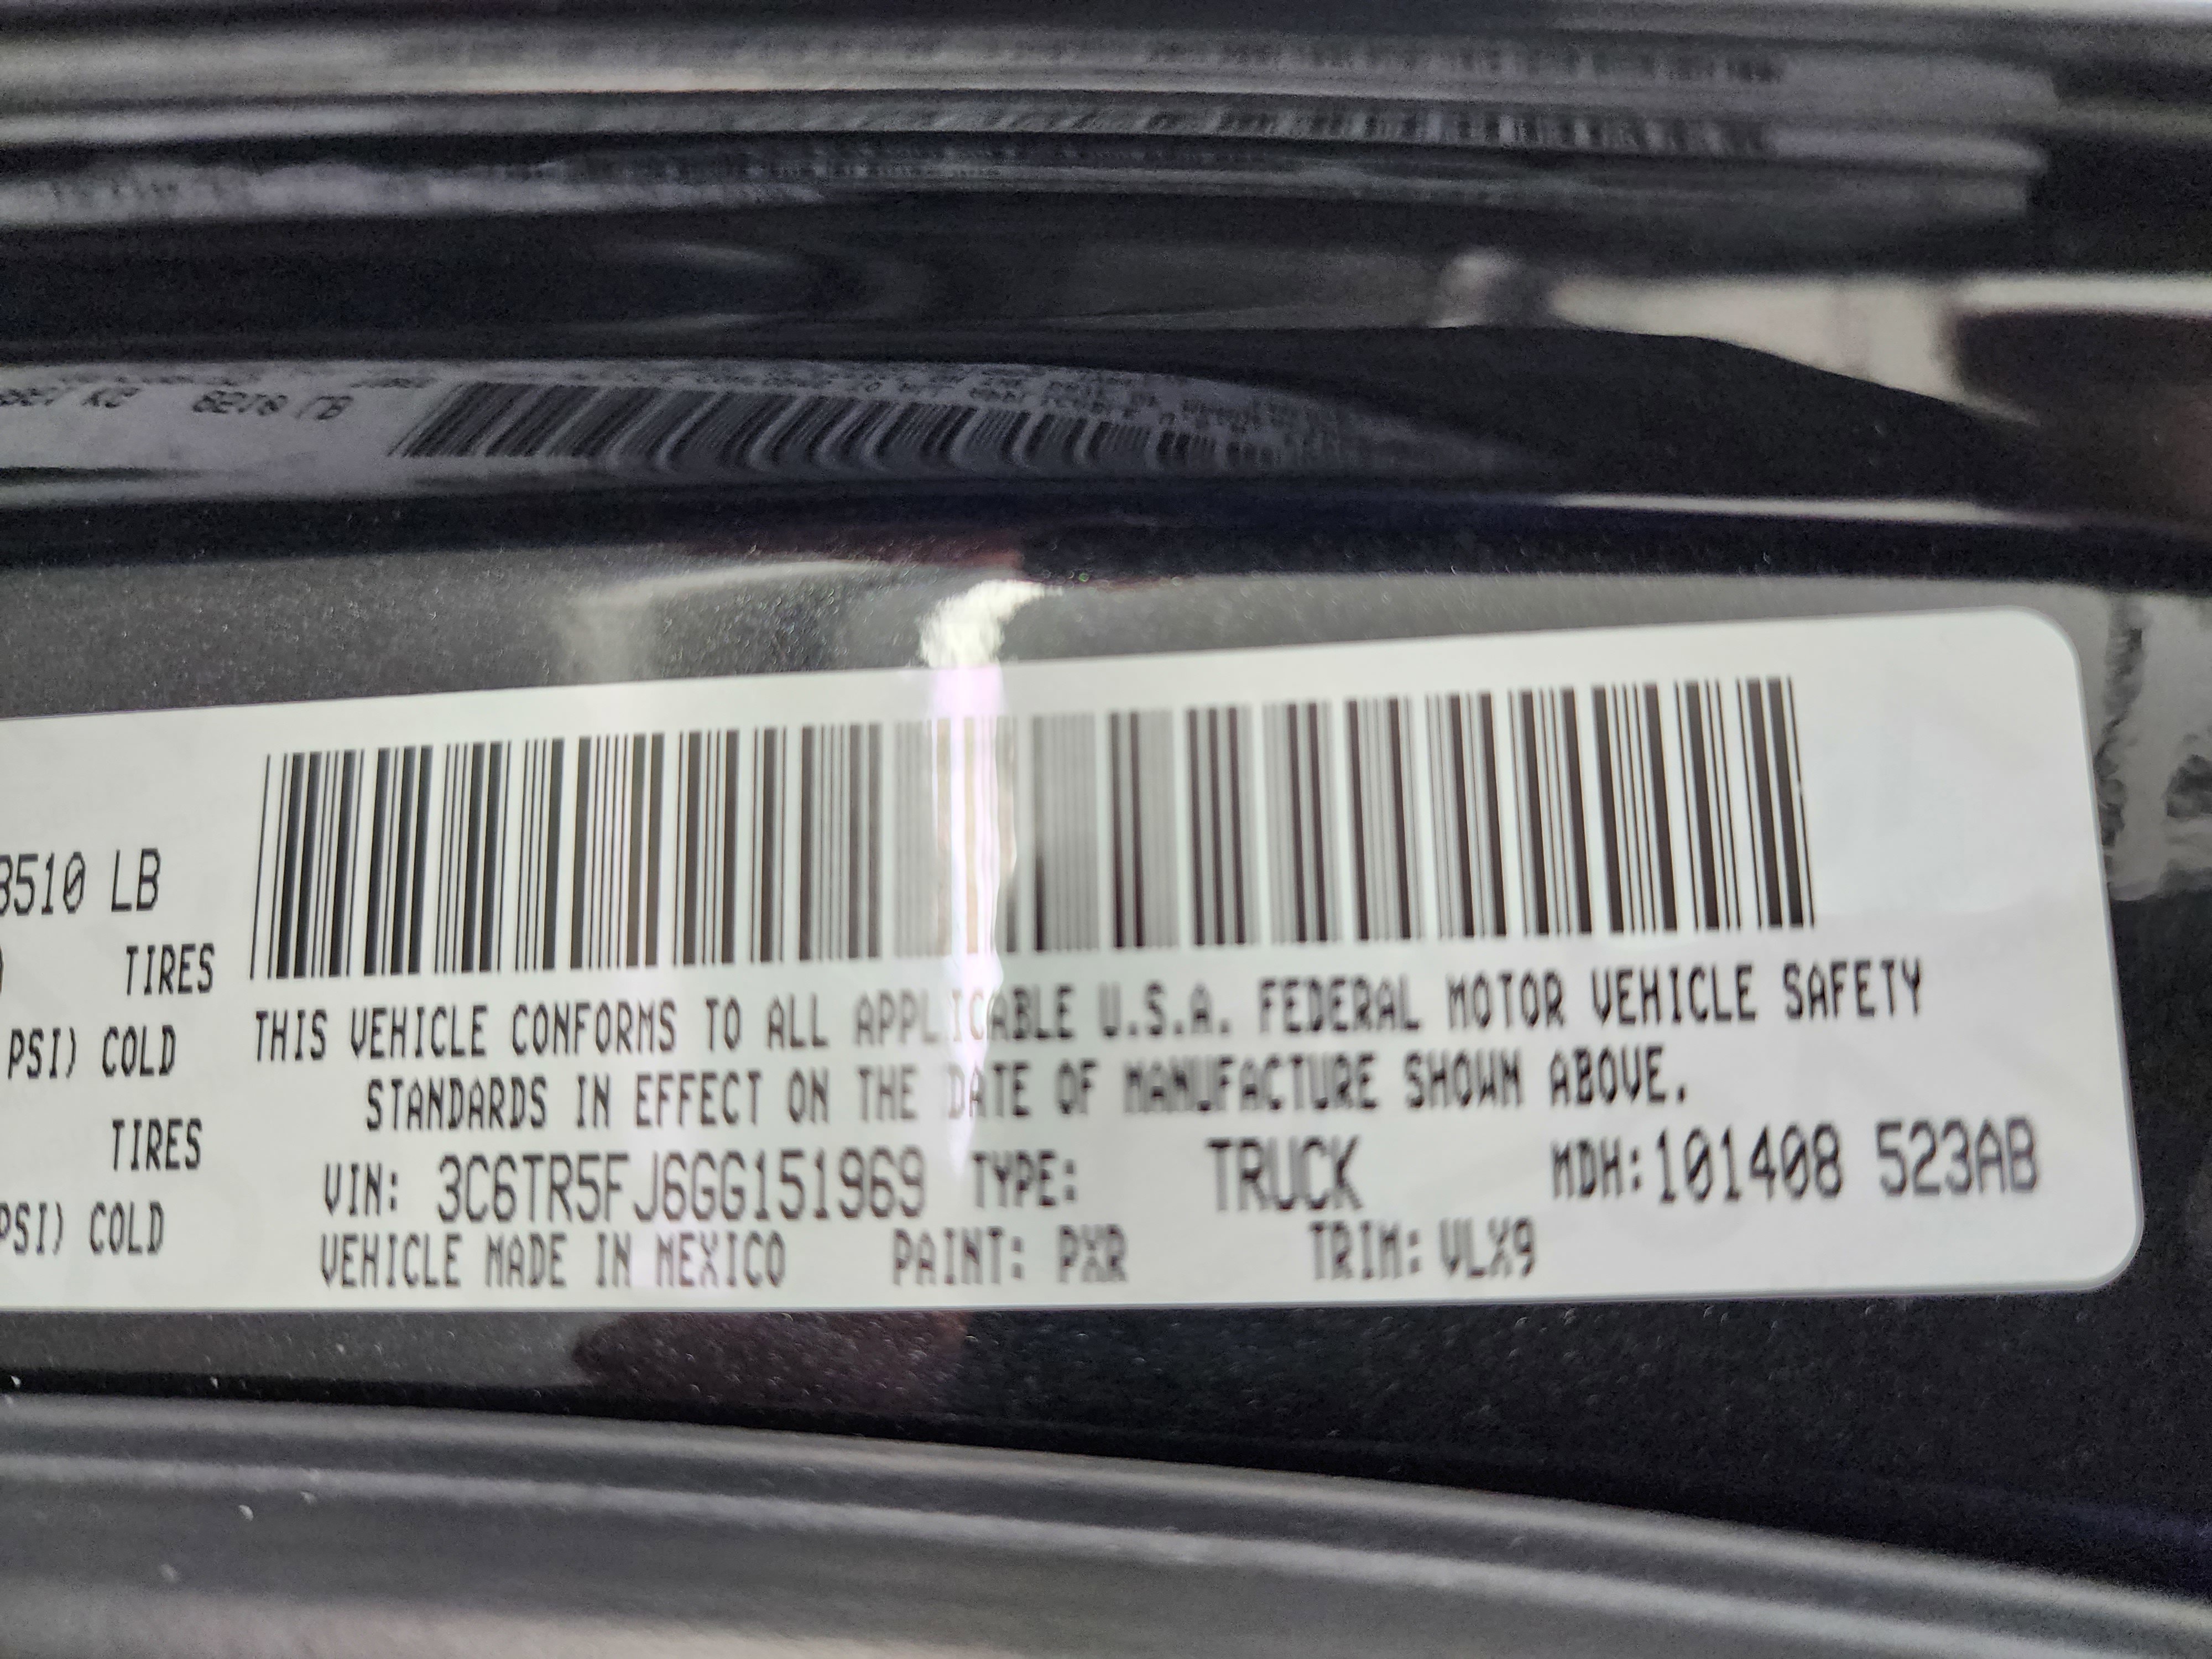 8510 LB
TIRES
PSI) COLD
TIRES
PSI) COLD
THIS VEHICLE CONFORMS TO ALL APPLICABLE U.S.A. FEDERAL MOTOR VEHICLE SAFETY
STANDARDS IN EFFECT ON THE DATE OF MANUFACTURE SHOWN ABOVE.
VIN: 3C6TR5FJ6GG151969 TYPE: TRUCK MDH:101408 523AB
VEHICLE MADE IN MEXICO PAINT: PXR TRIM: VLX9